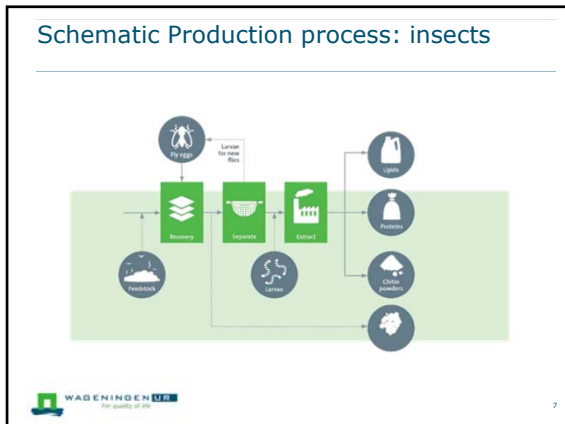 Schematic Production process: insects
Fly eggs
Larvae
for new
flies
Lipids
Recovery
Separate
Extract
Proteins
Feedstock
Larvae
Chitin
powders
WAGENINGEN UR
For quality of life
7